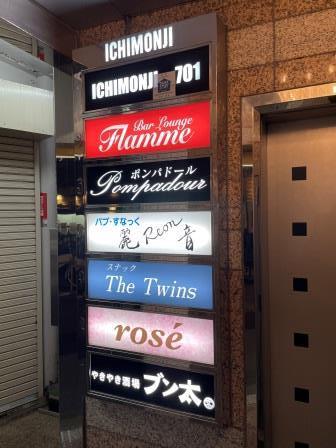 ICHIMONJI
ICHIMONJI 701
Bar Lounge
Flamme
ポンパドール
Pompadour
パブ・すなっく
麗 Reon 音
スナック
The Twins
rosé
やきやき酒場 ブン太